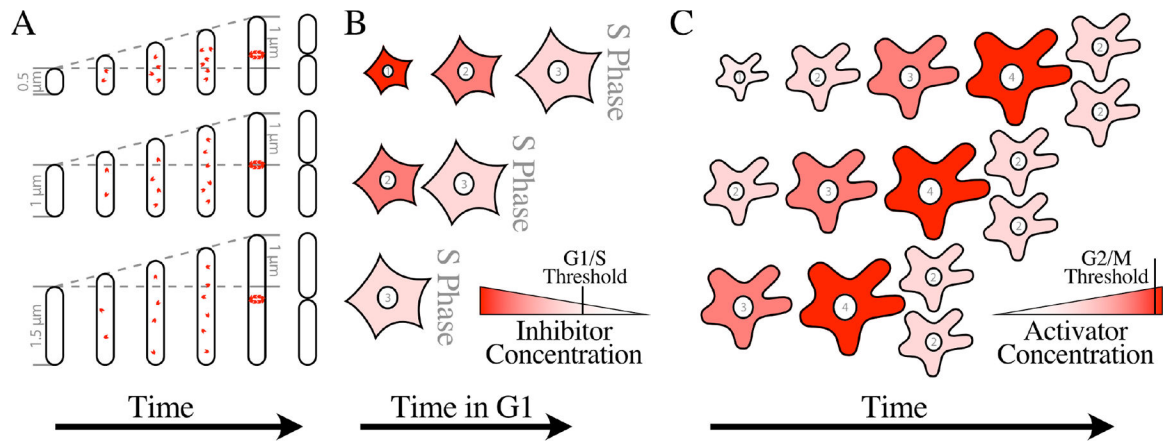 A
0.5
µm
1 µm
1 µm
1 µm
1.5 µm
1 µm
Time
B
1
2
3
S Phase
2
3
S Phase
3
S Phase
G1/S
Threshold
Inhibitor
Concentration
Time in G1
C
1
2
3
4
2
2
2
3
4
2
2
3
4
2
2
G2/M
Threshold
Activator
Concentration
Time